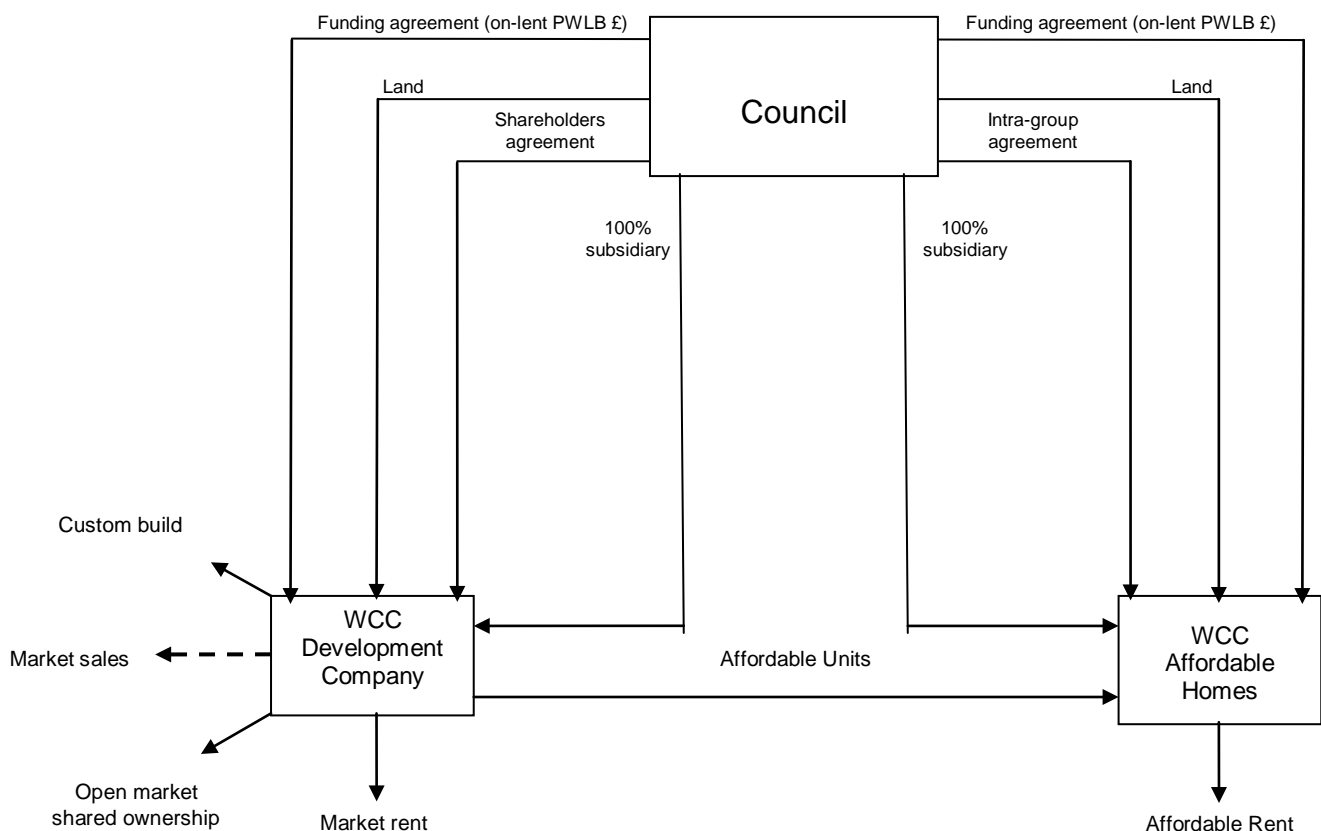 Funding agreement (on-lent PWLB £)
Funding agreement (on-lent PWLB £)
Land
Council
Land
Shareholders
agreement
Intra-group
agreement
100%
subsidiary
100%
subsidiary
Custom build
WCC
Development
Company
Market sales
Affordable Units
WCC
Affordable
Homes
Open market
shared ownership
Market rent
Affordable Rent